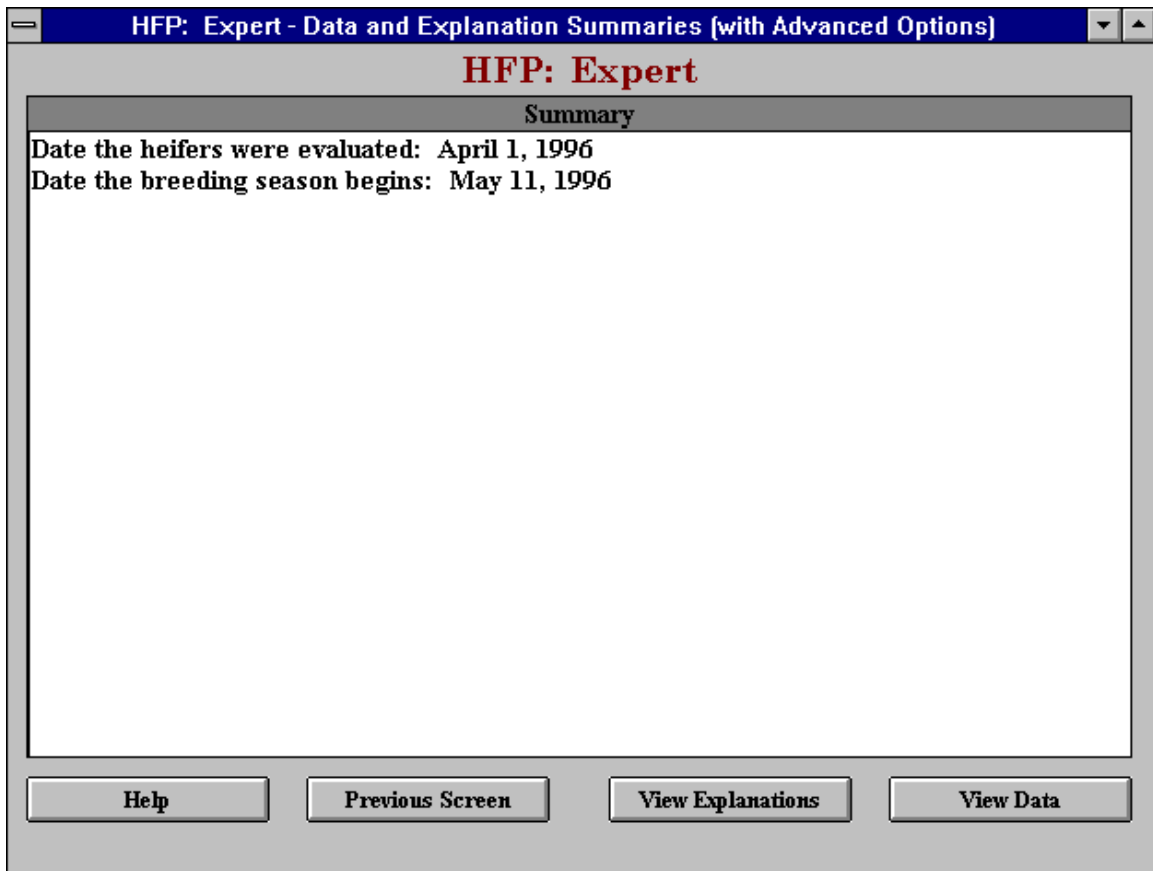 HFP: Expert - Data and Explanation Summaries (with Advanced Options)
HFP: Expert
Summary
Date the heifers were evaluated: April 1, 1996
Date the breeding season begins: May 11, 1996
Help
Previous Screen
View Explanations
View Data